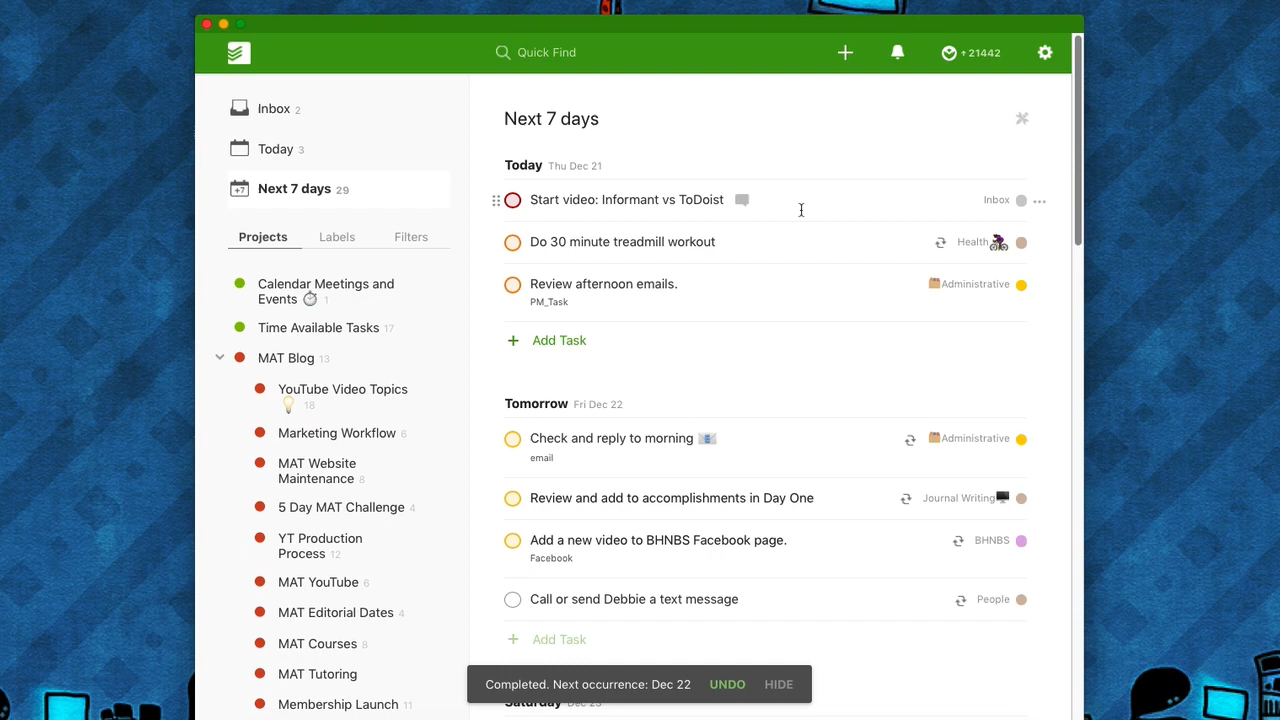 Quick Find
+21442
Inbox 2
Today 3
+7
Next 7 days 29
Projects Labels Filters
Calendar Meetings and
Events 1
Time Available Tasks 17
MAT Blog 13
YouTube Video Topics
18
Marketing Workflow 6
MAT Website
Maintenance 8
5 Day MAT Challenge 4
YT Production
Process 12
MAT YouTube 6
MAT Editorial Dates 4
MAT Courses 8
MAT Tutoring
Membership Launch 11
Next 7 days
Today Thu Dec 21
Start video: Informant vs ToDoist Inbox
Do 30 minute treadmill workout Health
Review afternoon emails. Administrative
PM_Task
+ Add Task
Tomorrow Fri Dec 22
Check and reply to morning Administrative
email
Review and add to accomplishments in Day One Journal Writing
Add a new video to BHNBS Facebook page. BHNBS
Facebook
Call or send Debbie a text message People
+ Add Task
Completed. Next occurrence: Dec 22 UNDO HIDE
Saturday Dec 23